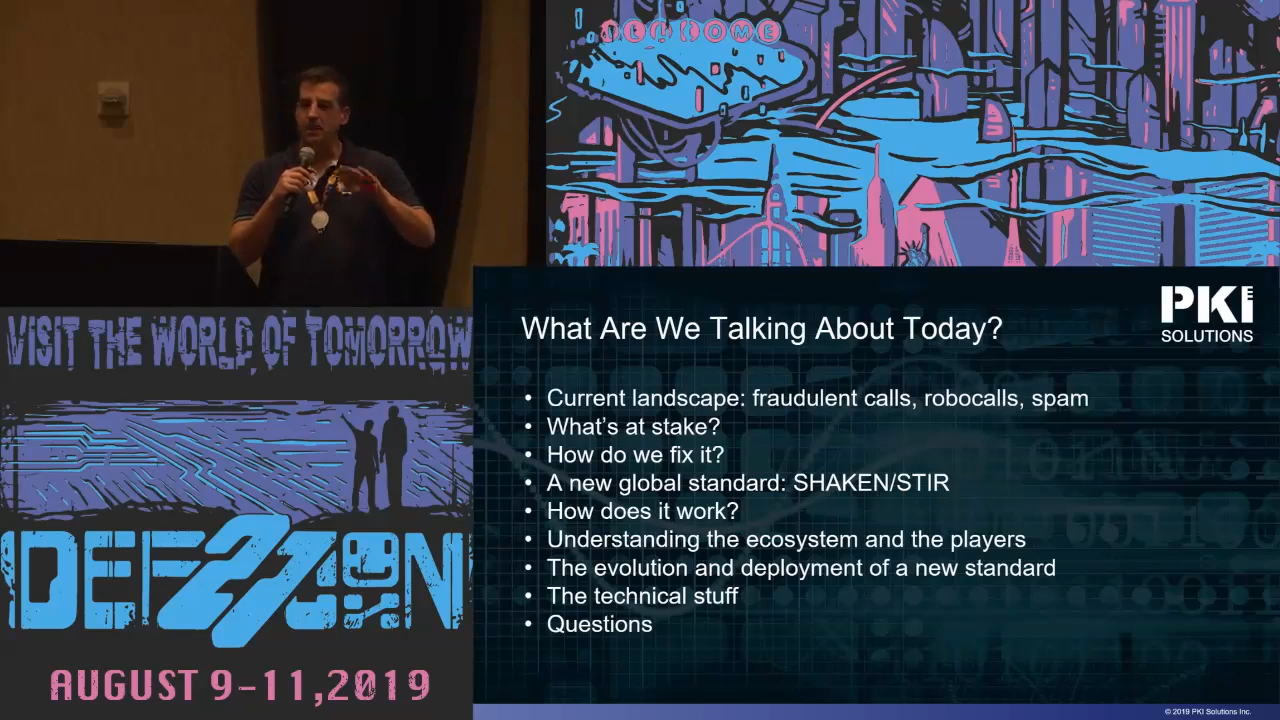 WELCOME
PKI
SOLUTIONS
What Are We Talking About Today?
• Current landscape: fraudulent calls, robocalls, spam
• What’s at stake?
• How do we fix it?
• A new global standard: SHAKEN/STIR
• How does it work?
• Understanding the ecosystem and the players
• The evolution and deployment of a new standard
• The technical stuff
• Questions
© 2019 PKI Solutions Inc.
VISIT THE WORLD OF TOMORROW
DEF 27 CON
AUGUST 9-11,2019